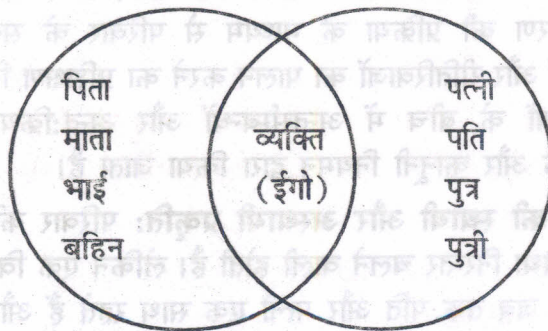 पिता
माता
भाई
बहिन
व्यक्ति
(ईगो)
पत्नी
पति
पुत्र
पुत्री